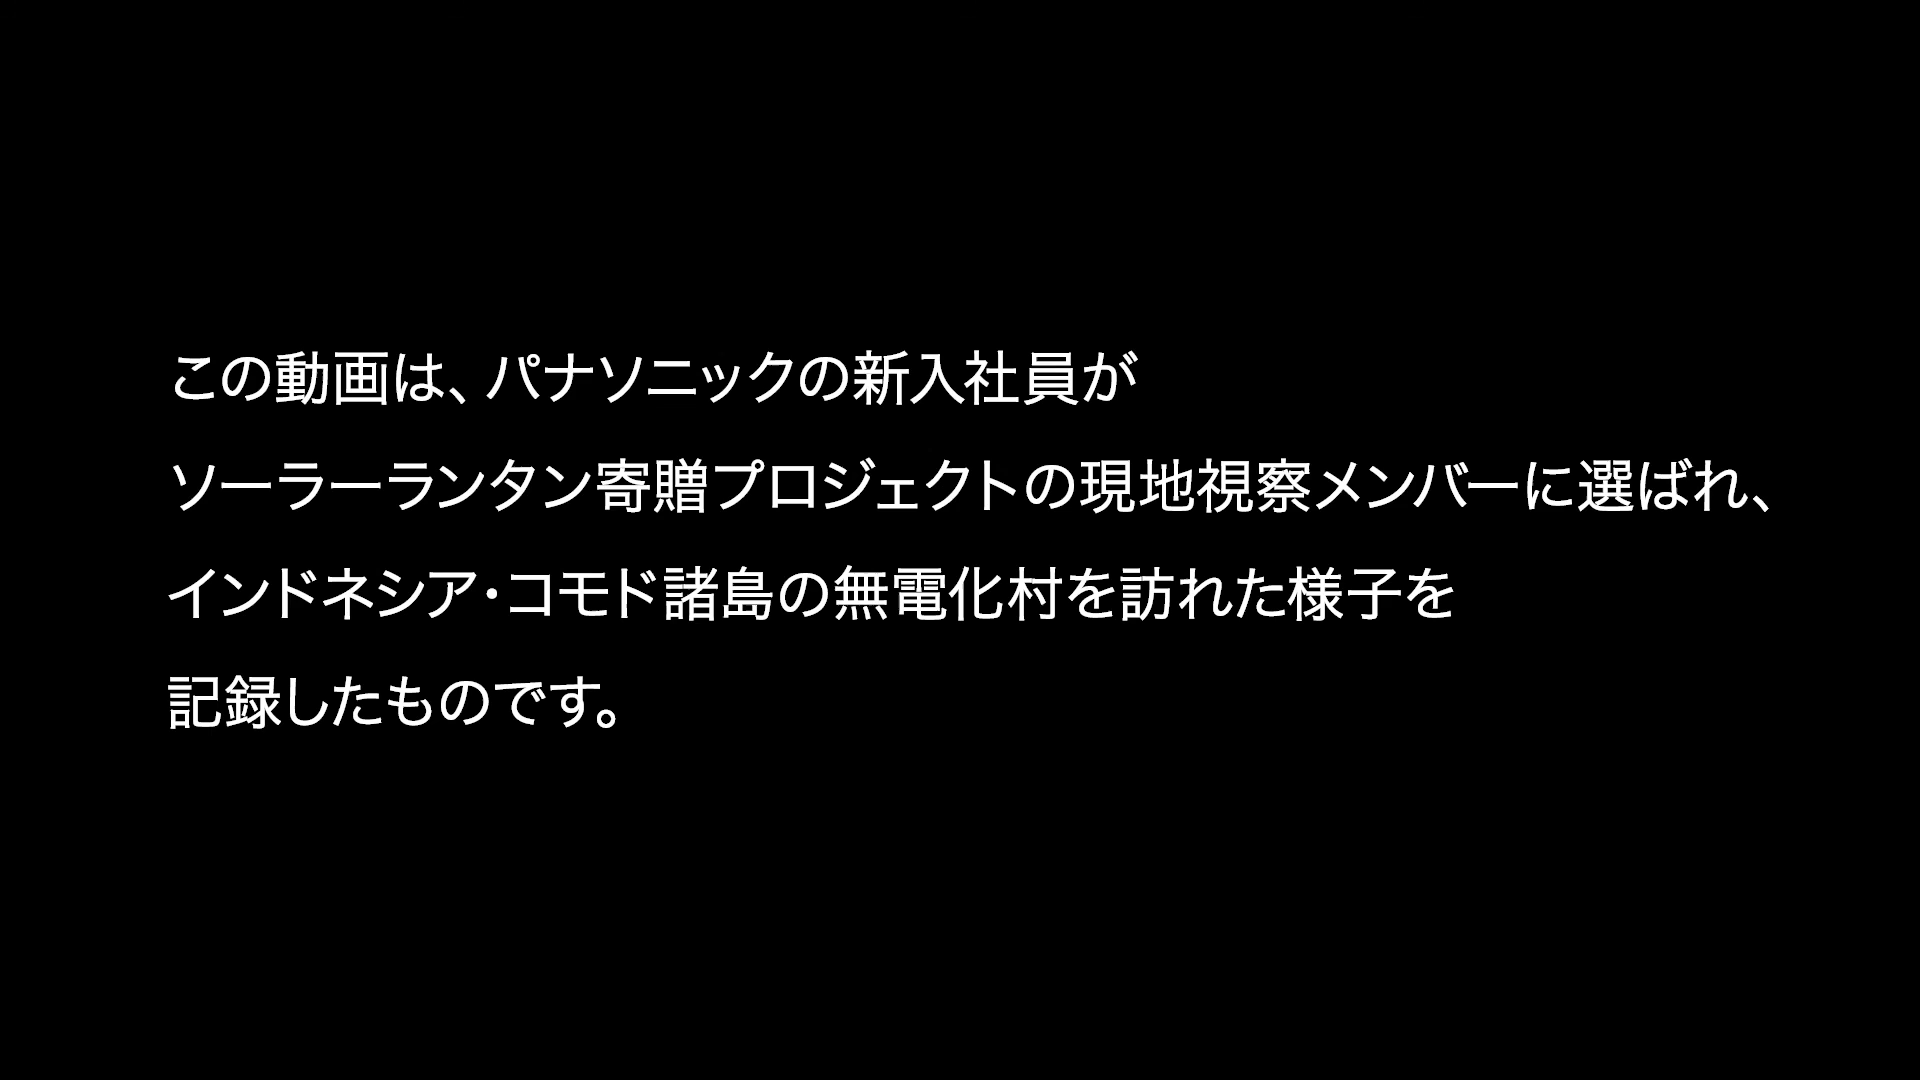 この動画は、パナソニックの新入社員が
ソーラーランタン寄贈プロジェクトの現地視察メンバーに選ばれ、
インドネシア・コモド諸島の無電化村を訪れた様子を
記録したものです。